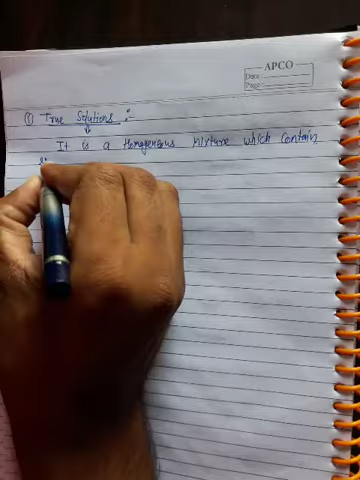 APCO
Date
Page:
① True Solutions :
It is a Homogeneous Mixture which contain